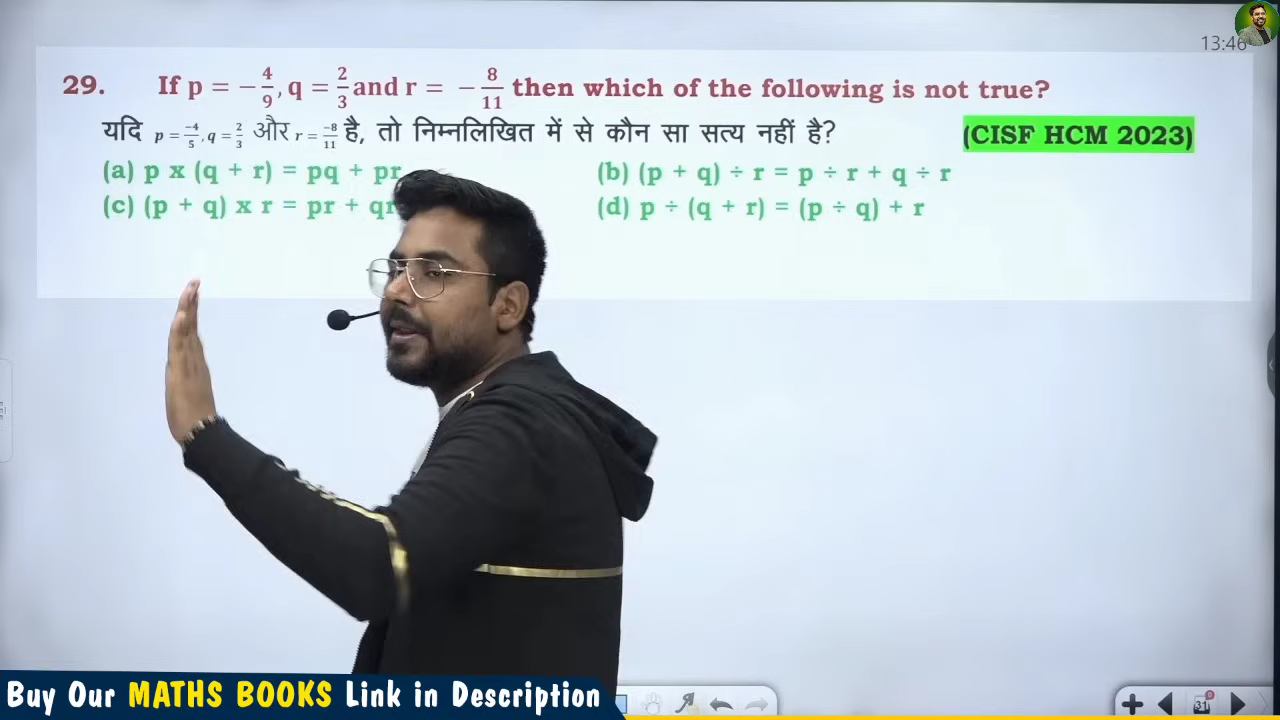 13:46
29. If p = −4/9, q = 2/3 and r = −8/11 then which of the following is not true?
यदि p = −4/5, q = 2/3 और r = −8/11 है, तो निम्नलिखित में से कौन सा सत्य नहीं है?
(CISF HCM 2023)
(a) p x (q + r) = pq + pr
(b) (p + q) ÷ r = p ÷ r + q ÷ r
(c) (p + q) x r = pr + qr
(d) p ÷ (q + r) = (p ÷ q) + r
Buy Our MATHS BOOKS Link in Description
31